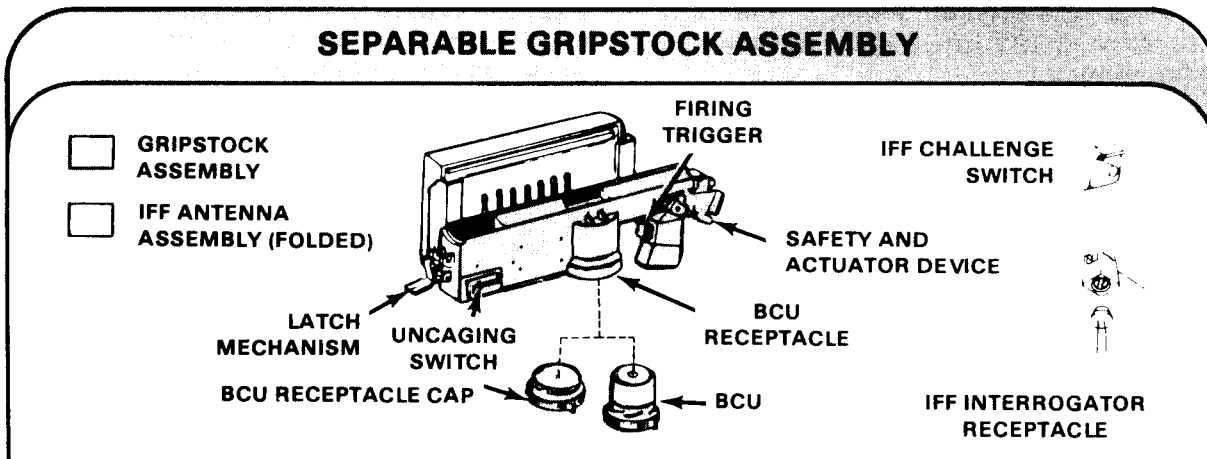 SEPARABLE GRIPSTOCK ASSEMBLY
GRIPSTOCK
ASSEMBLY
IFF ANTENNA
ASSEMBLY (FOLDED)
FIRING
TRIGGER
IFF CHALLENGE
SWITCH
SAFETY AND
ACTUATOR DEVICE
LATCH
MECHANISM
UNCAGING
SWITCH
BCU
RECEPTACLE
BCU RECEPTACLE CAP
BCU
IFF INTERROGATOR
RECEPTACLE